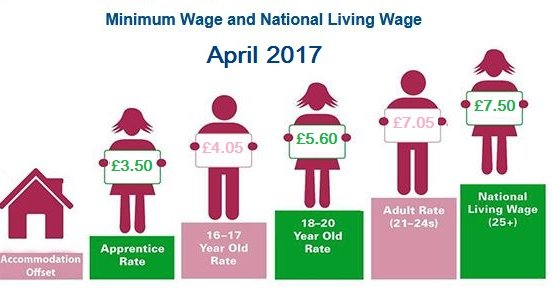 Minimum Wage and National Living Wage
April 2017
£3.50
£4.05
£5.60
£7.05
£7.50
Accommodation
Offset
Apprentice
Rate
16–17
Year Old
Rate
18–20
Year Old
Rate
Adult Rate
(21–24s)
National
Living Wage
(25+)